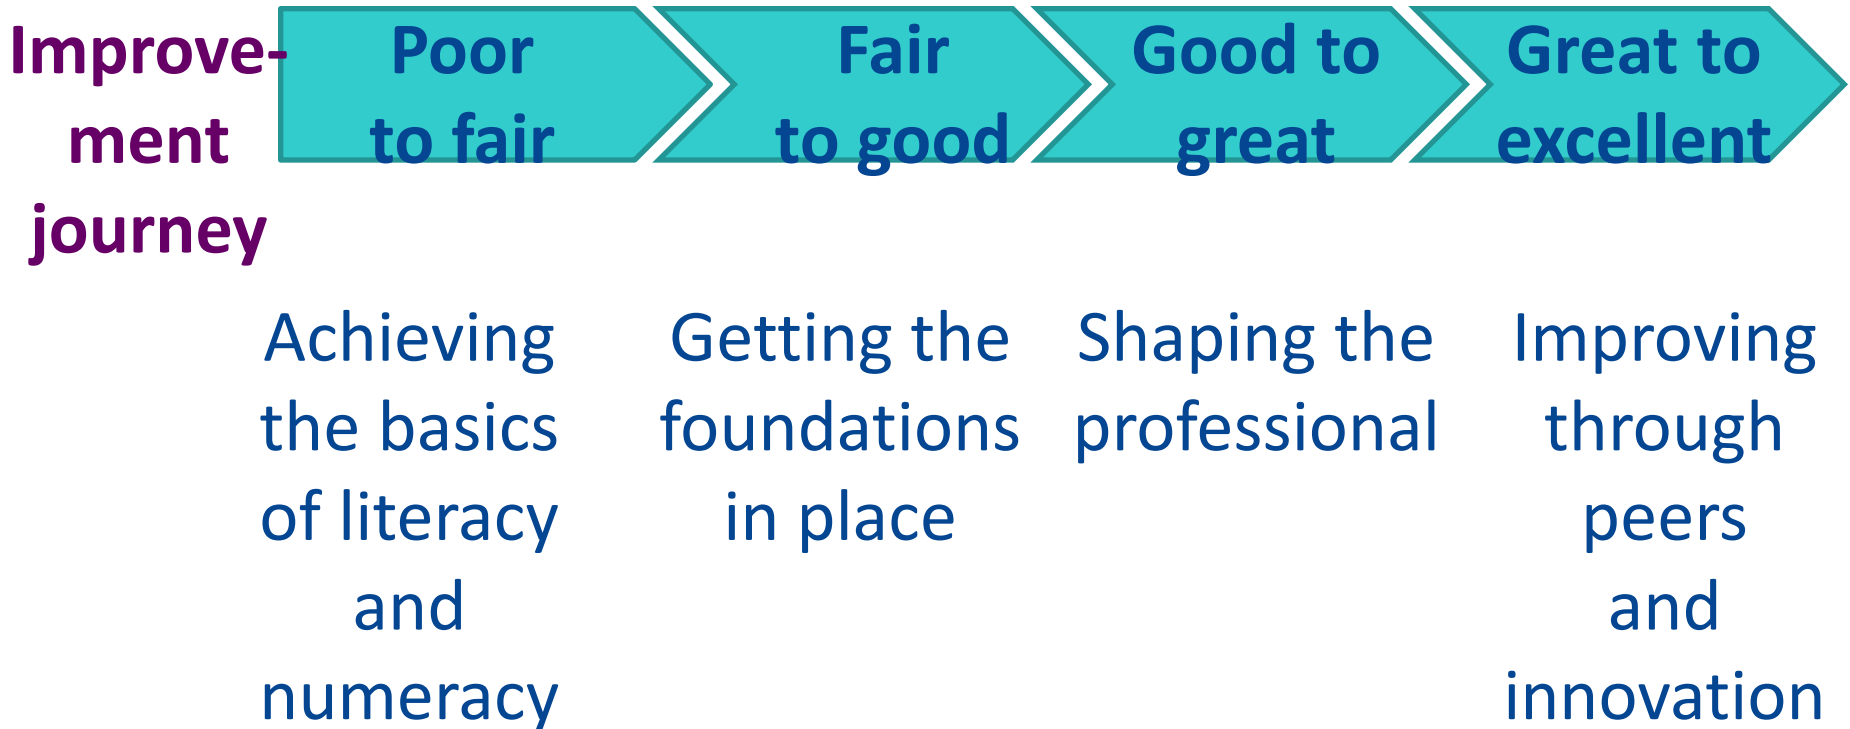 Improve-
ment
journey
Poor
to fair
Fair
to good
Good to
great
Great to
excellent
Achieving
the basics
of literacy
and
numeracy
Getting the
foundations
in place
Shaping the
professional
Improving
through
peers
and
innovation